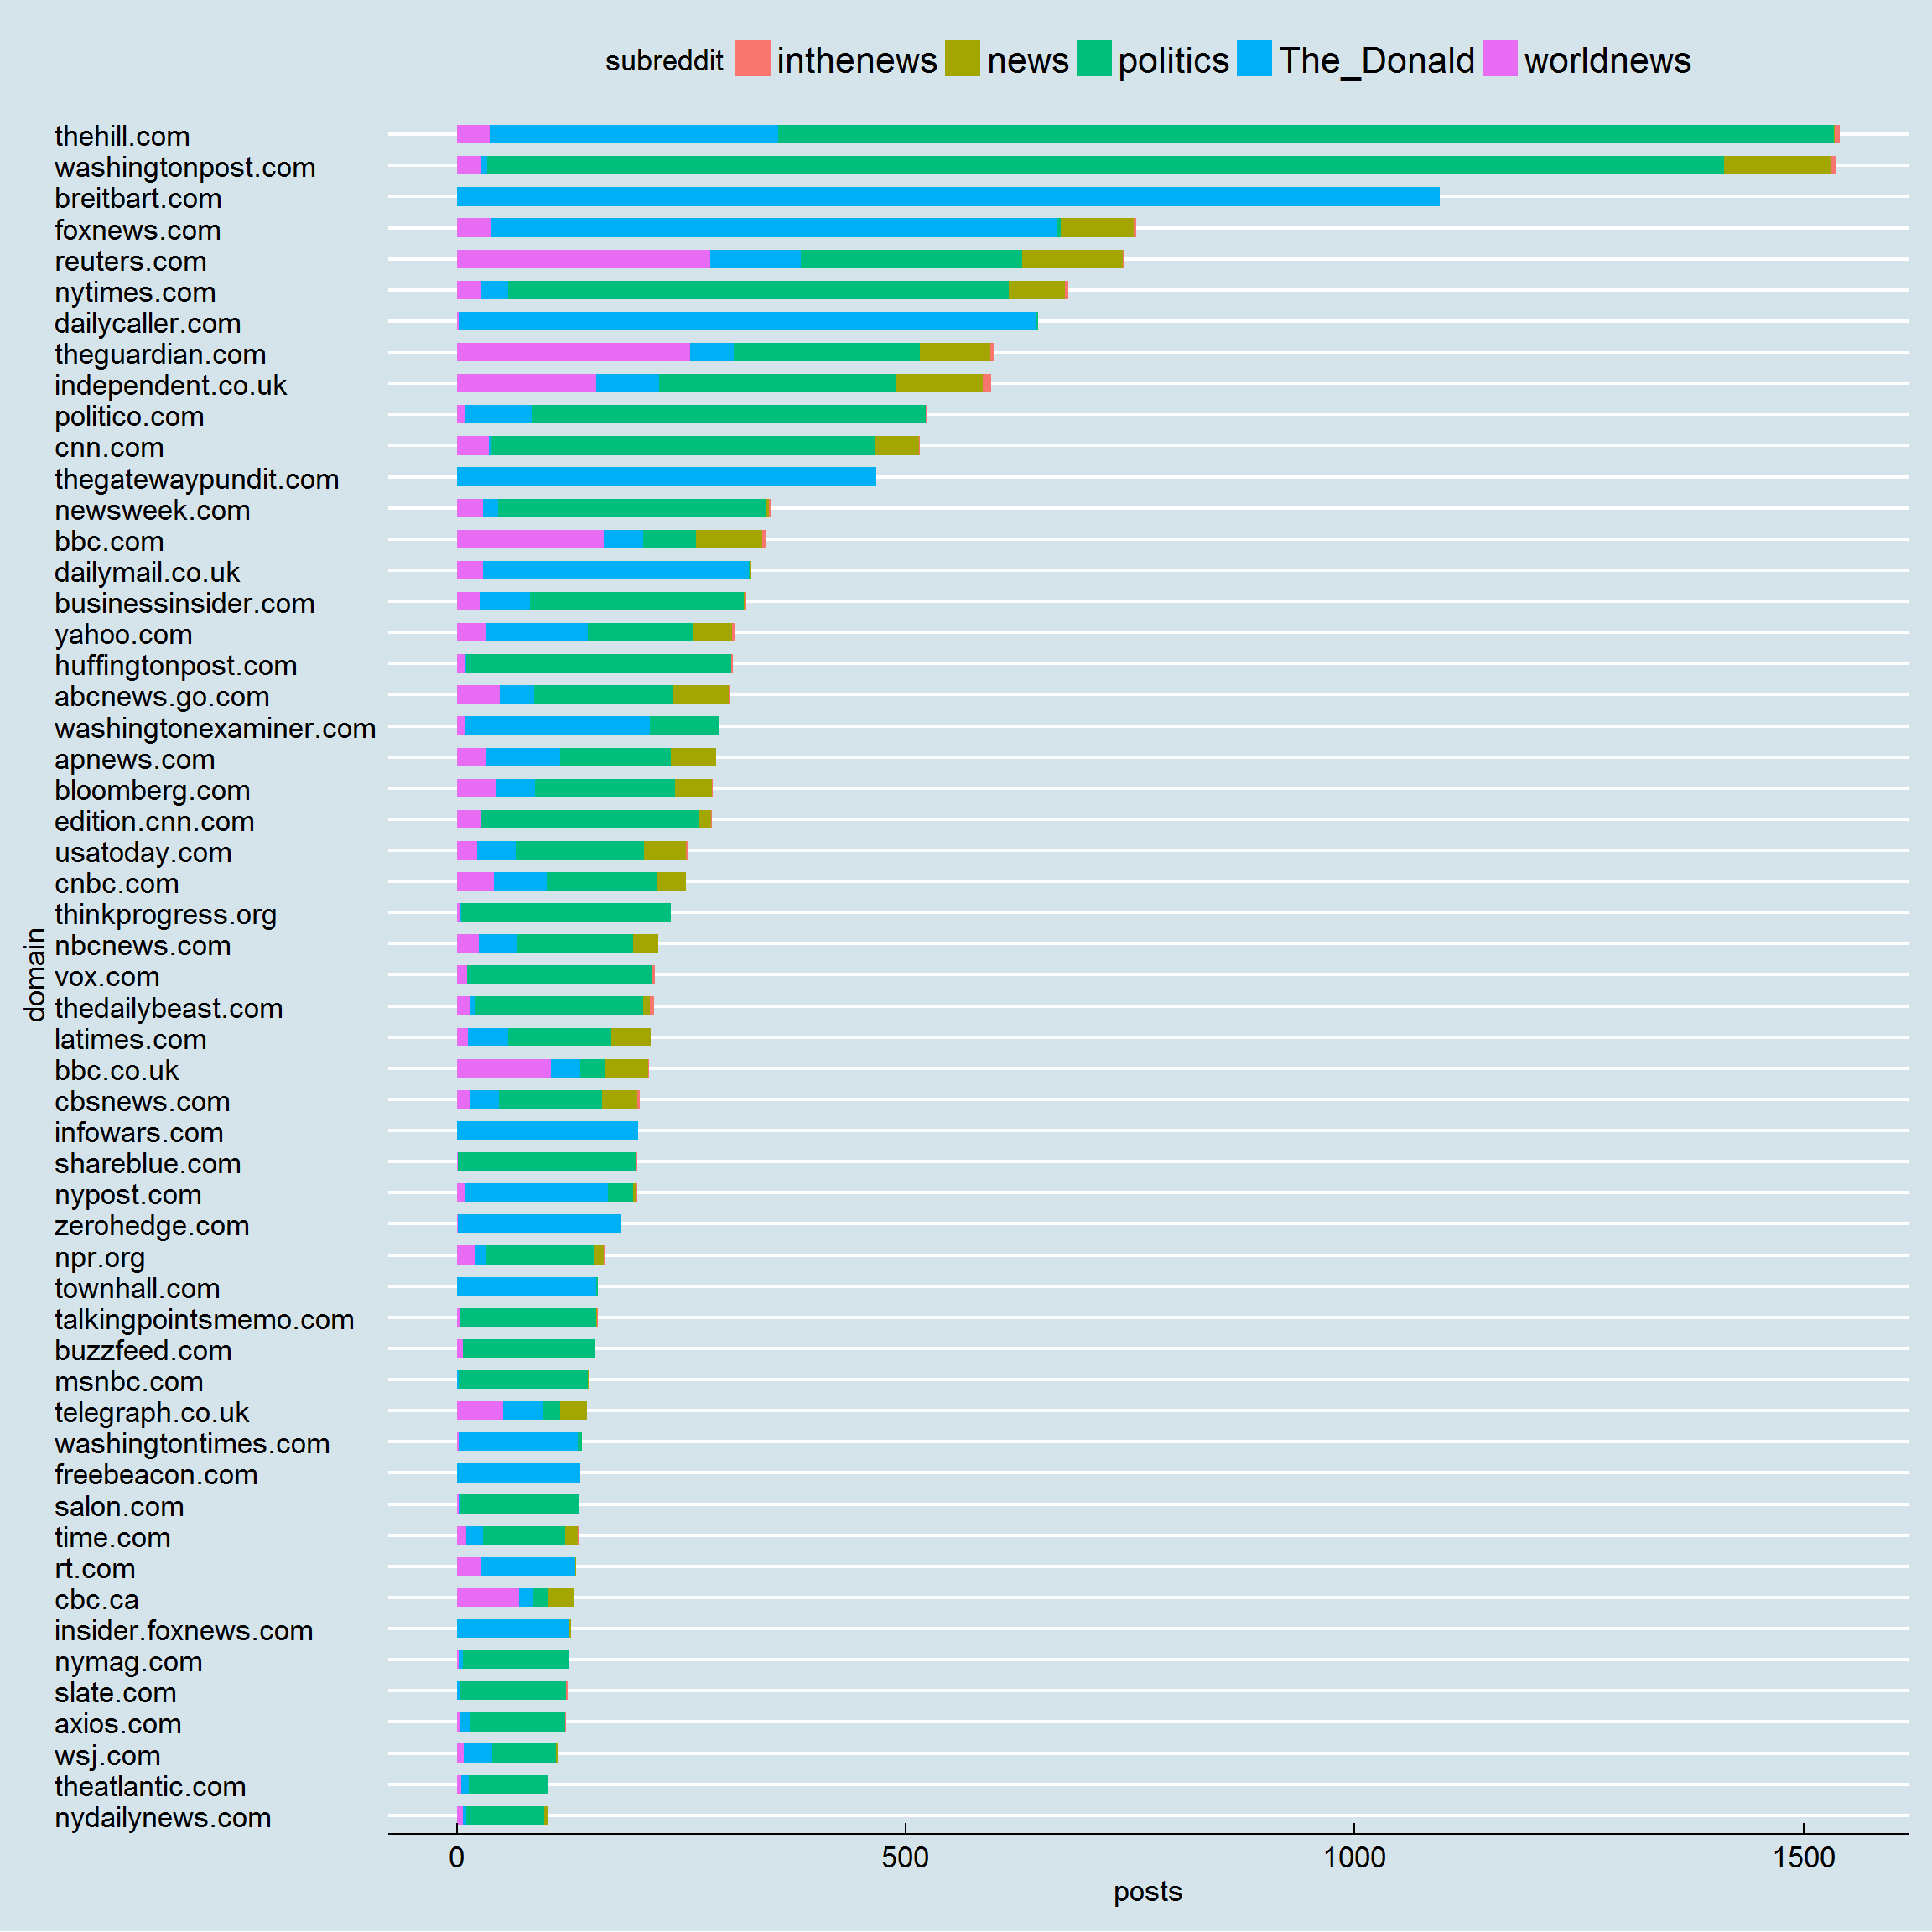 subreddit inthenews news politics The_Donald worldnews
thehill.com
washingtonpost.com
breitbart.com
foxnews.com
reuters.com
nytimes.com
dailycaller.com
theguardian.com
independent.co.uk
politico.com
cnn.com
thegatewaypundit.com
newsweek.com
bbc.com
dailymail.co.uk
businessinsider.com
yahoo.com
huffingtonpost.com
abcnews.go.com
washingtonexaminer.com
apnews.com
bloomberg.com
edition.cnn.com
usatoday.com
cnbc.com
thinkprogress.org
nbcnews.com
vox.com
thedailybeast.com
latimes.com
bbc.co.uk
cbsnews.com
infowars.com
shareblue.com
nypost.com
zerohedge.com
npr.org
townhall.com
talkingpointsmemo.com
buzzfeed.com
msnbc.com
telegraph.co.uk
washingtontimes.com
freebeacon.com
salon.com
time.com
rt.com
cbc.ca
insider.foxnews.com
nymag.com
slate.com
axios.com
wsj.com
theatlantic.com
nydailynews.com
domain
0 500 1000 1500
posts